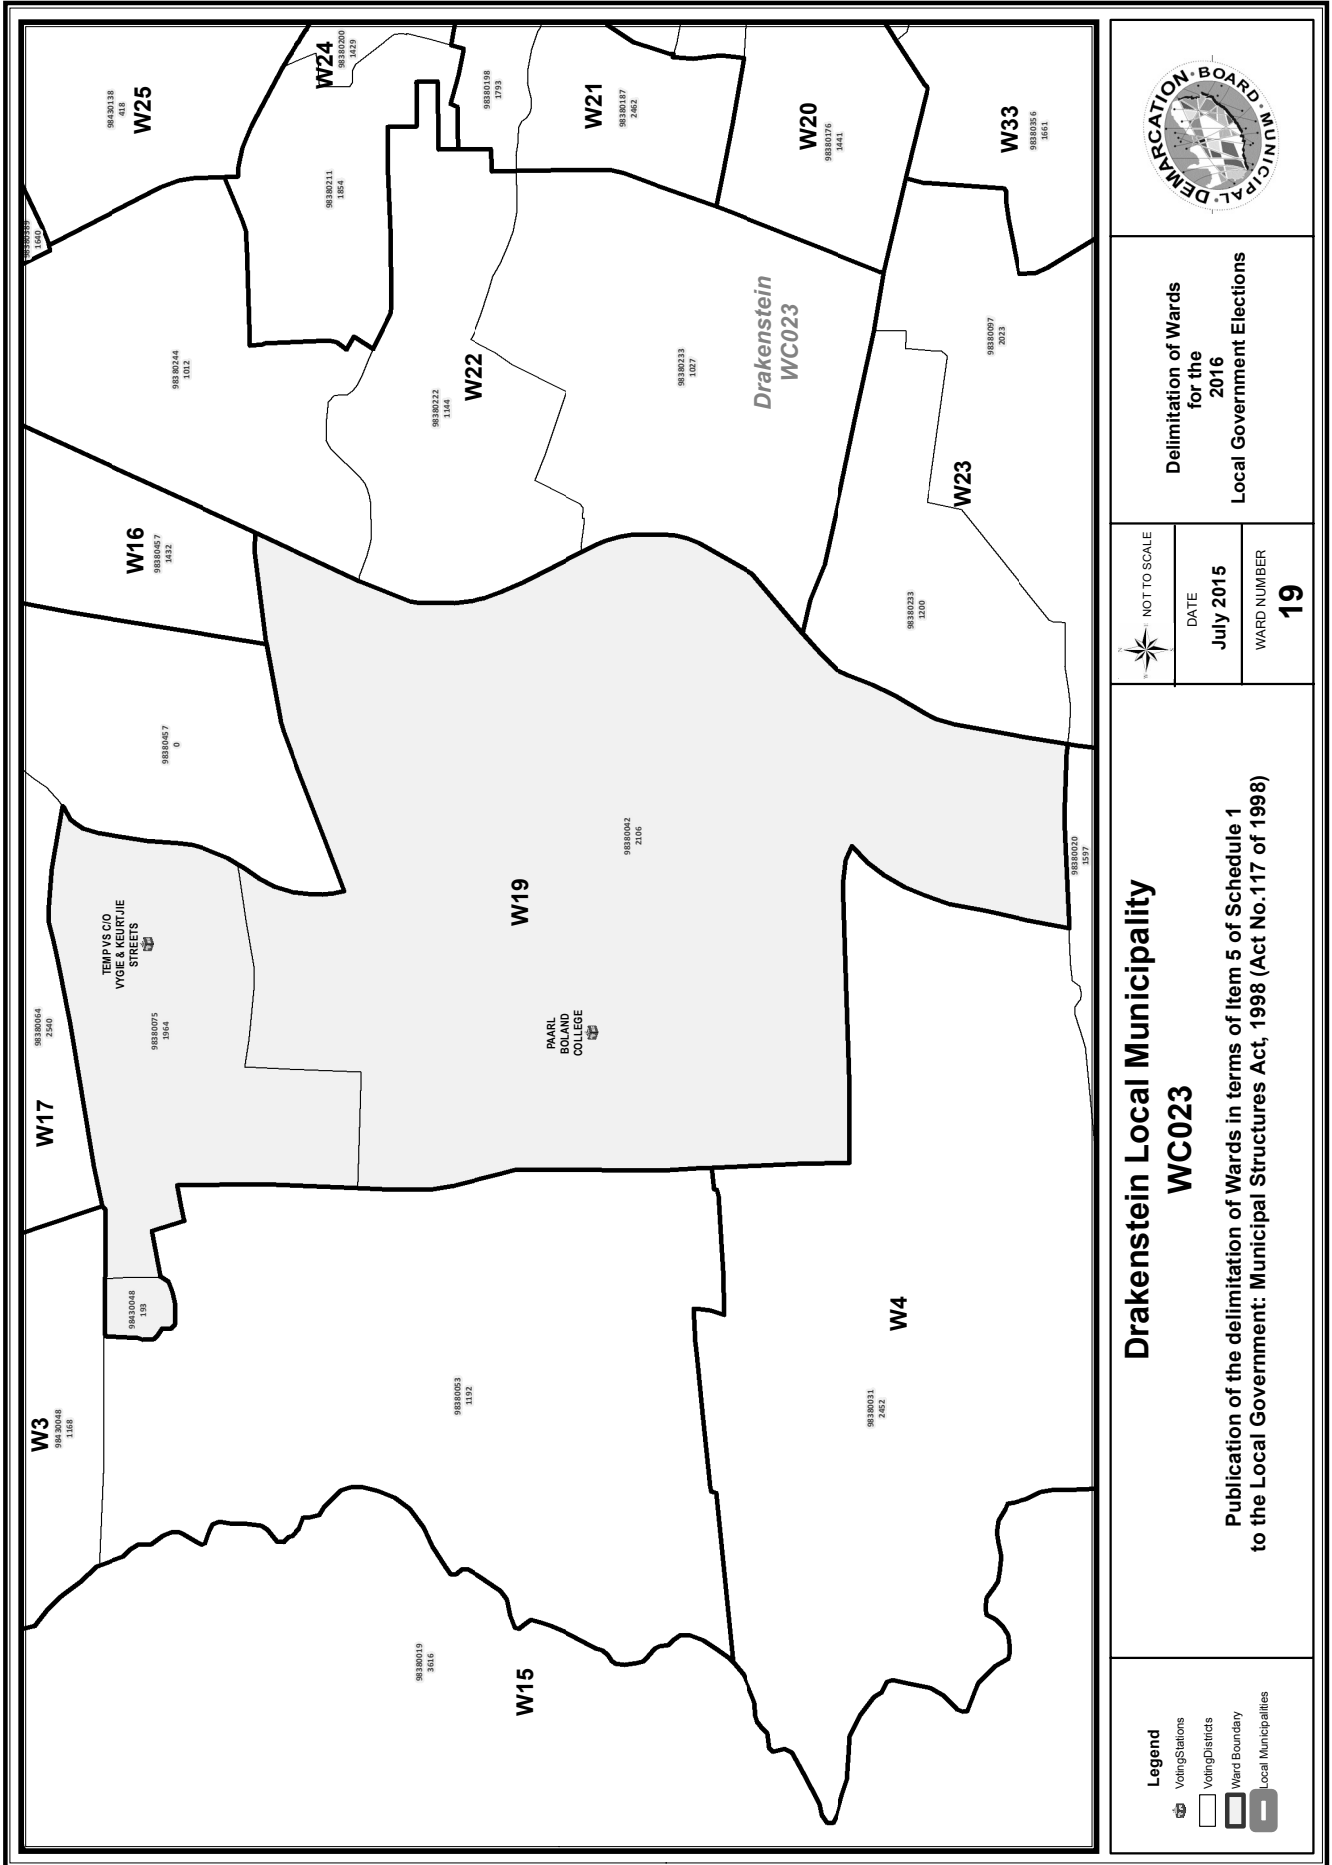 W25
98430138
418
W24
98380200
1429
98380198
1793
W21
98380187
2462
W20
98380176
1441
W33
98380356
1661
98380389
1640
98380211
1854
98380244
1012
W22
98380222
1144
98380233
1027
Drakenstein
WC023
98380097
2023
W23
W16
98380457
1432
98380233
1200
98380457
0
98380042
2106
98380020
1597
W19
TEMP VS C/O
VYGIE & KEURTJIE
STREETS
98380064
2540
98380075
1964
PAARL
BOLAND
COLLEGE
W17
98430048
193
W3
98430048
1168
98380053
1192
W4
98380031
2452
98380019
3616
W15
Legend
VotingStations
VotingDistricts
Ward Boundary
Local Municipalities
Drakenstein Local Municipality
WC023
Publication of the delimitation of Wards in terms of Item 5 of Schedule 1
to the Local Government: Municipal Structures Act, 1998 (Act No.117 of 1998)
N
W
E
S
NOT TO SCALE
DATE
July 2015
WARD NUMBER
19
Delimitation of Wards
for the
2016
Local Government Elections
MUNICIPAL · DEMARCATION · BOARD ·